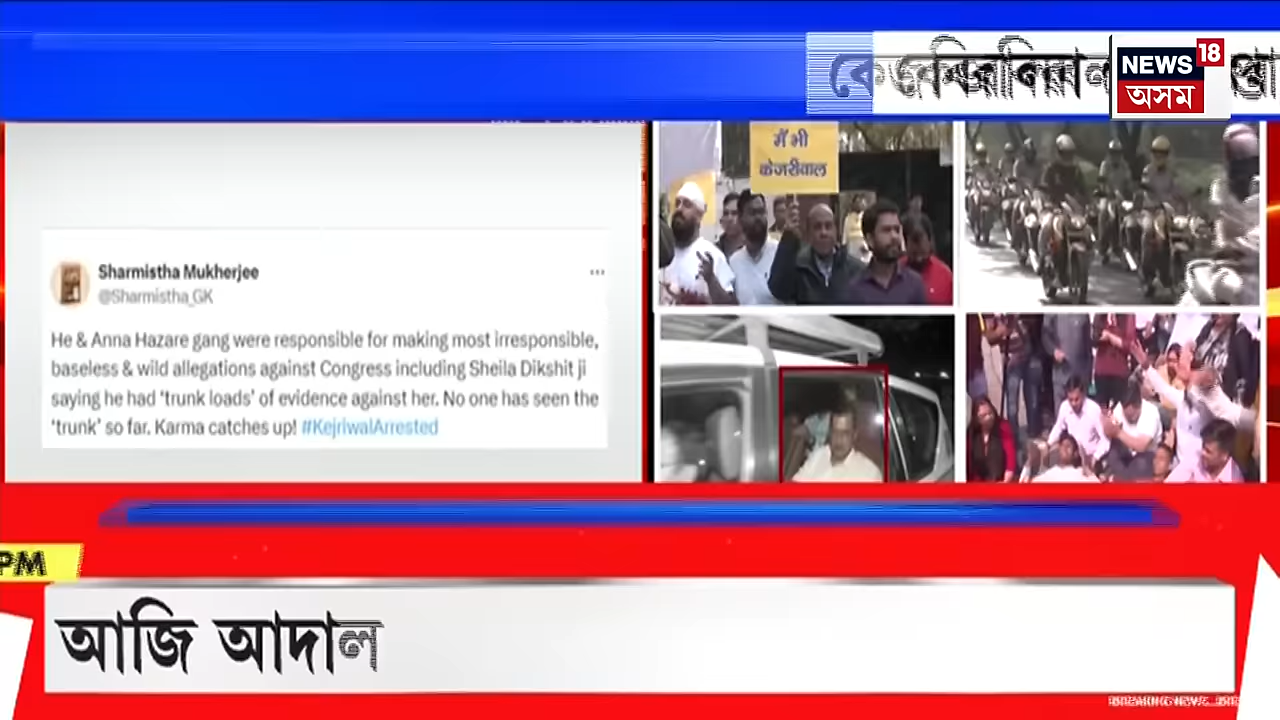 NEWS 18
অসম
मैं भी
केजरीवाल
Sharmistha Mukherjee
@Sharmistha_GK
He & Anna Hazare gang were responsible for making most irresponsible,
baseless & wild allegations against Congress including Sheila Dikshit ji
saying he had ‘trunk loads’ of evidence against her. No one has seen the
‘trunk’ so far. Karma catches up! #KejriwalArrested
PM
আজি আদাল
BREAKING NEWS